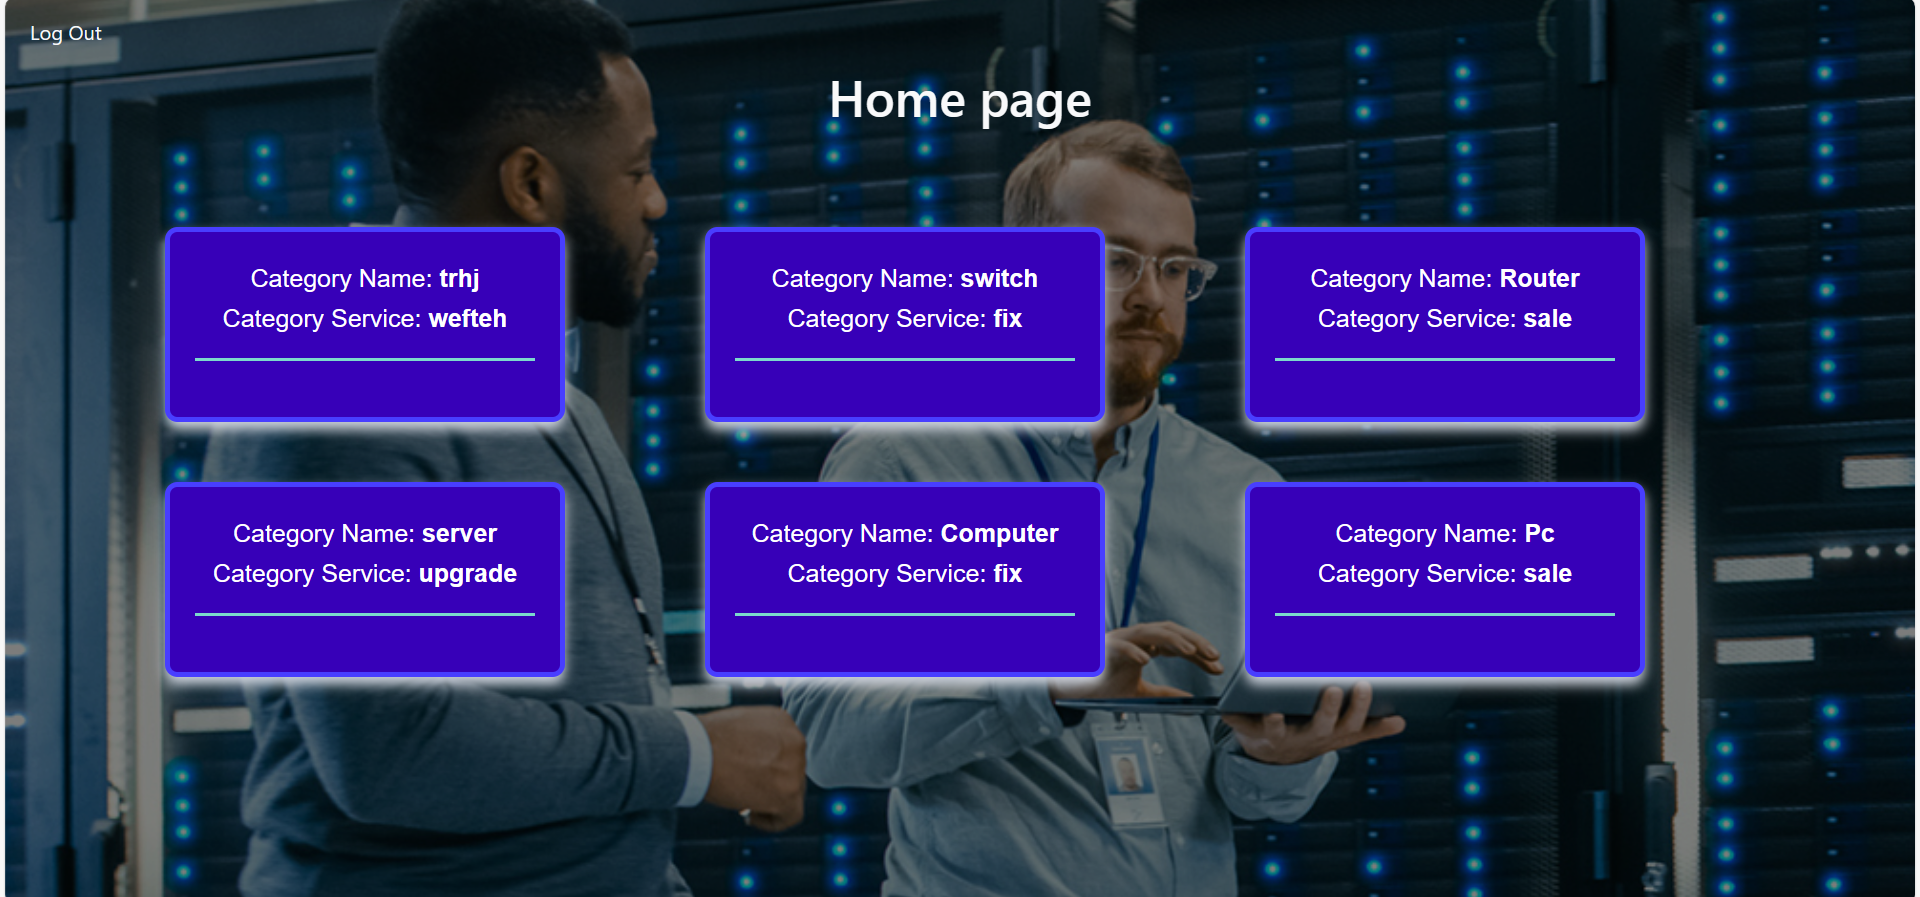 Log Out
Home page
Category Name: trhj
Category Service: wefteh
Category Name: switch
Category Service: fix
Category Name: Router
Category Service: sale
Category Name: server
Category Service: upgrade
Category Name: Computer
Category Service: fix
Category Name: Pc
Category Service: sale